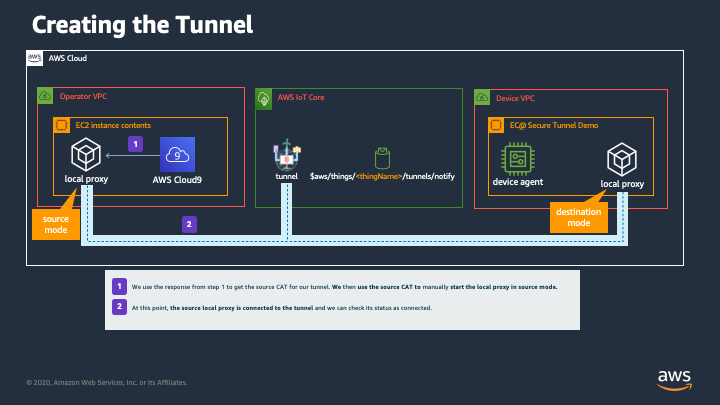 Creating the Tunnel
aws
AWS Cloud
Operator VPC
AWS IoT Core
Device VPC
EC2 instance contents
EC@ Secure Tunnel Demo
1
9
local proxy
AWS Cloud9
tunnel
$aws/things/<thingName>/tunnels/notify
device agent
local proxy
source
mode
2
destination
mode
1 We use the response from step 1 to get the source CAT for our tunnel. We then use the source CAT to manually start the local proxy in source mode.
2 At this point, the source local proxy is connected to the tunnel and we can check its status as connected.
© 2020, Amazon Web Services, Inc. or its Affiliates.
aws